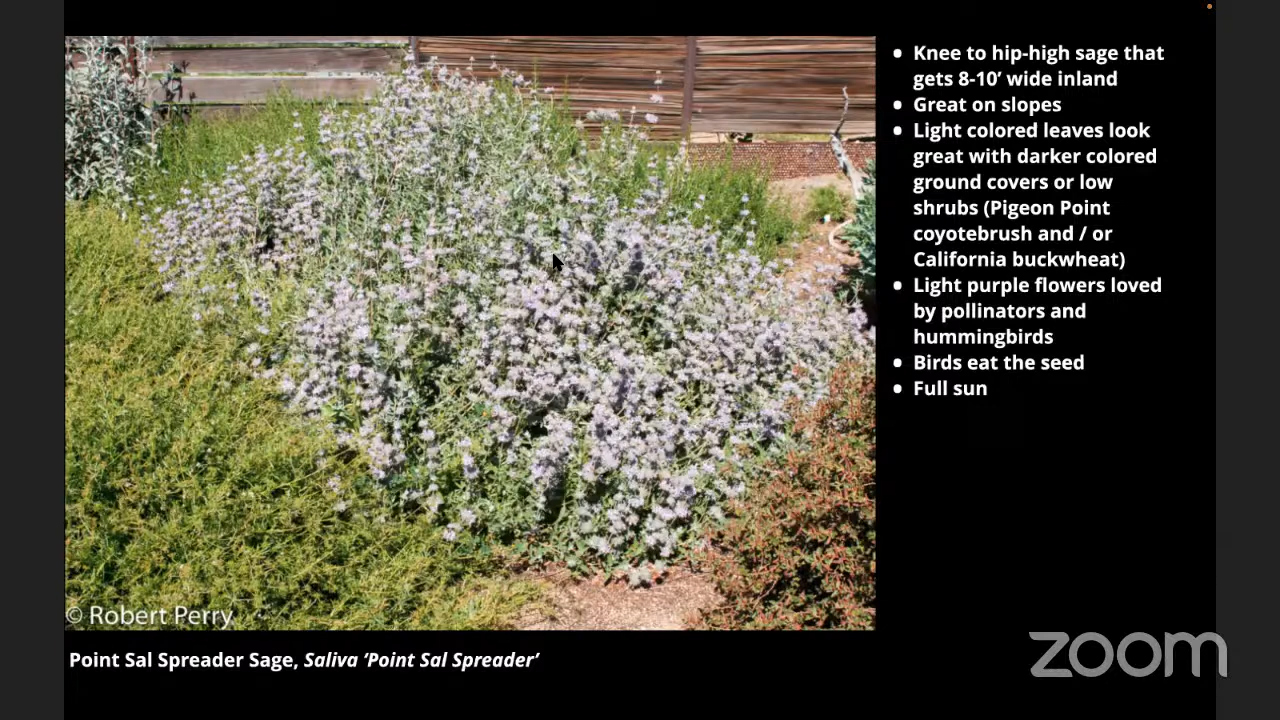 • Knee to hip-high sage that
gets 8-10’ wide inland
• Great on slopes
• Light colored leaves look
great with darker colored
ground covers or low
shrubs (Pigeon Point
coyotebrush and / or
California buckwheat)
• Light purple flowers loved
by pollinators and
hummingbirds
• Birds eat the seed
• Full sun
© Robert Perry
Point Sal Spreader Sage, Saliva ‘Point Sal Spreader’
zoom